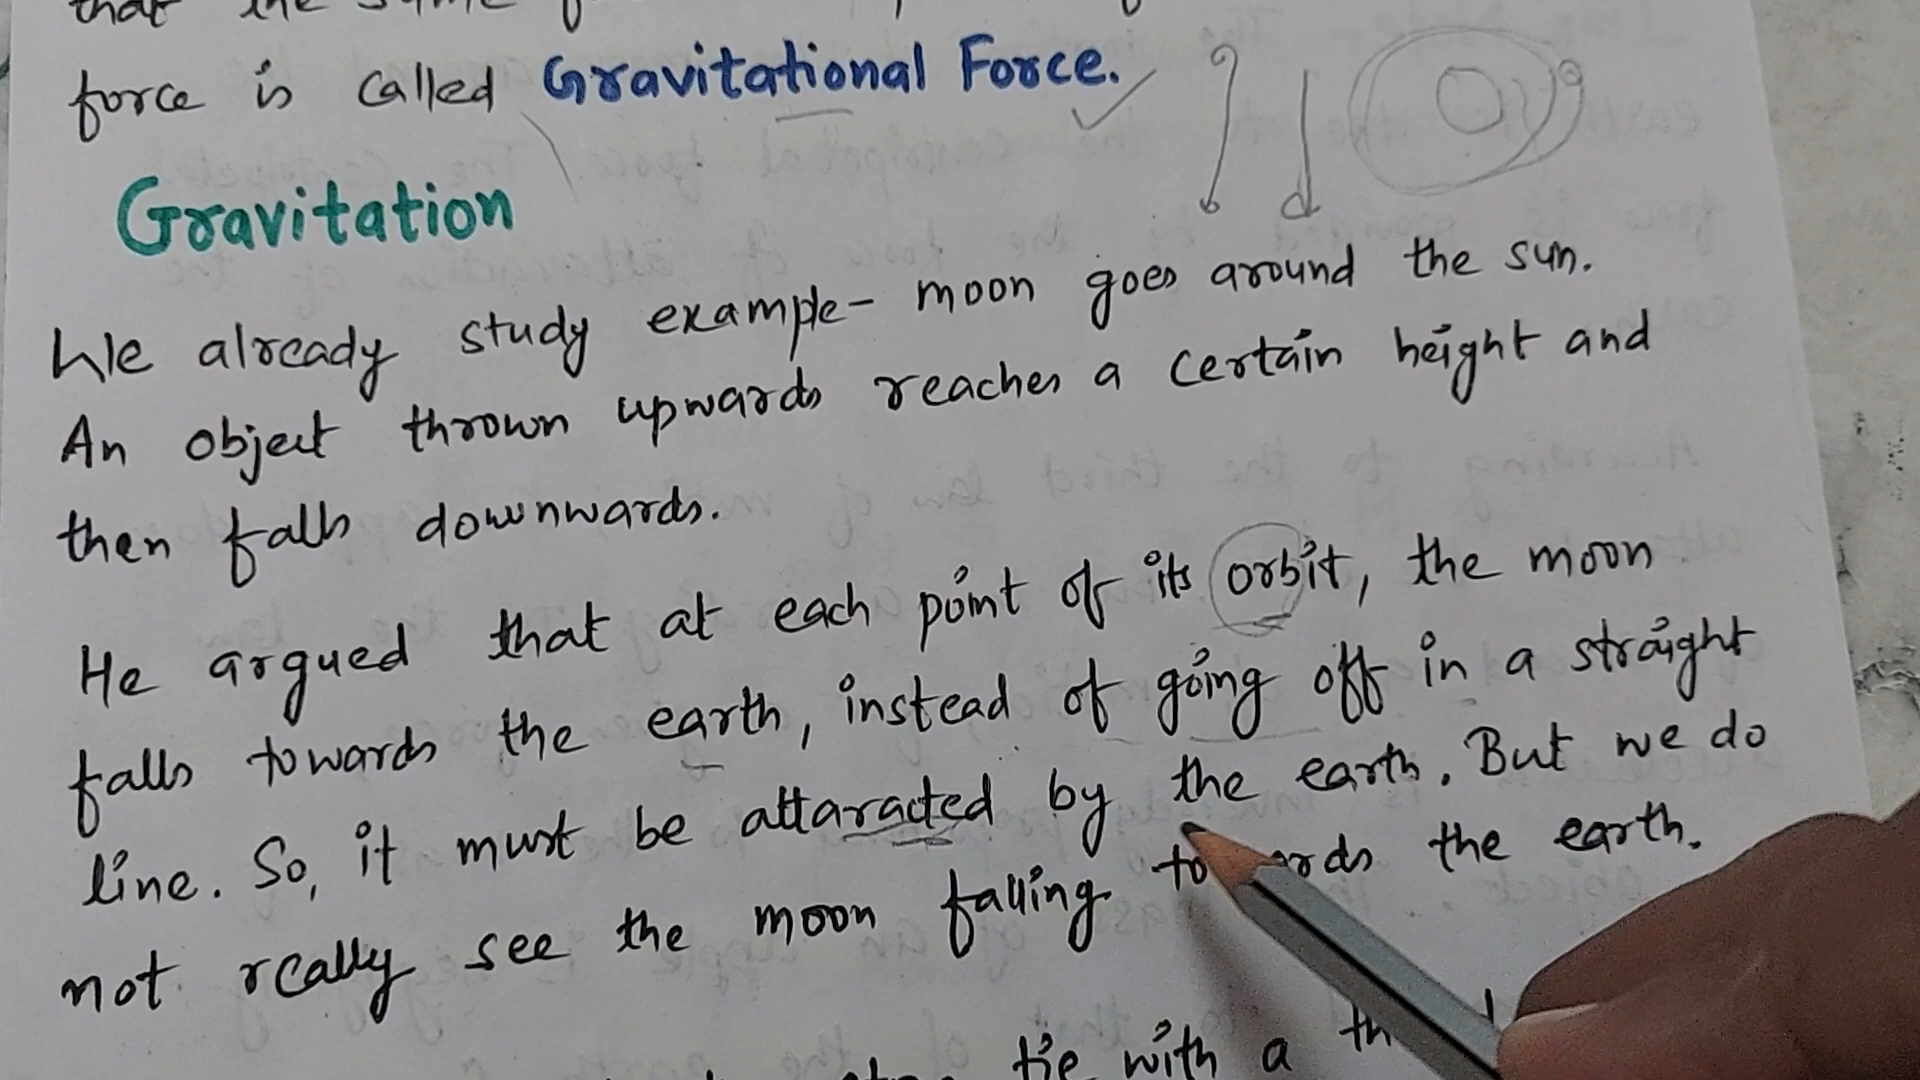 that the same
force is called Gravitational Force.
Gravitation
We already study example- moon goes around the sun.
An object thrown upwards reaches a certain height and
then falls downwards.
He argued that at each point of its orbit, the moon
falls towards the earth, instead of going off in a straight
line. So, it must be attaracted by the earth. But we do
not really see the moon falling towards the earth.
tie with a